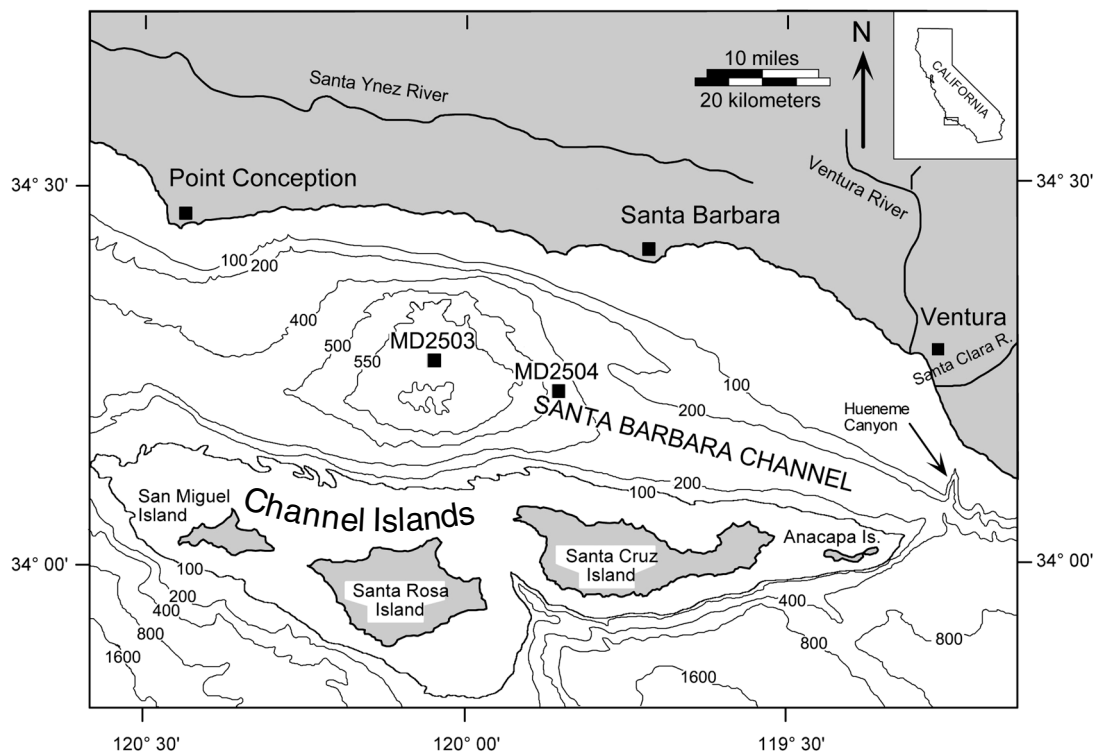 N
10 miles
20 kilometers
CALIFORNIA
Santa Ynez River
Ventura River
34° 30'
34° 30'
Point Conception
Santa Barbara
100
200
400
500
550
MD2503
MD2504
Ventura
Santa Clara R.
100
200
Hueneme
Canyon
SANTA BARBARA CHANNEL
200
100
San Miguel
Island
Channel Islands
Anacapa Is.
Santa Cruz
Island
34° 00'
34° 00'
100
200
400
800
1600
Santa Rosa
Island
400
800
800
1600
120° 30'
120° 00'
119° 30'